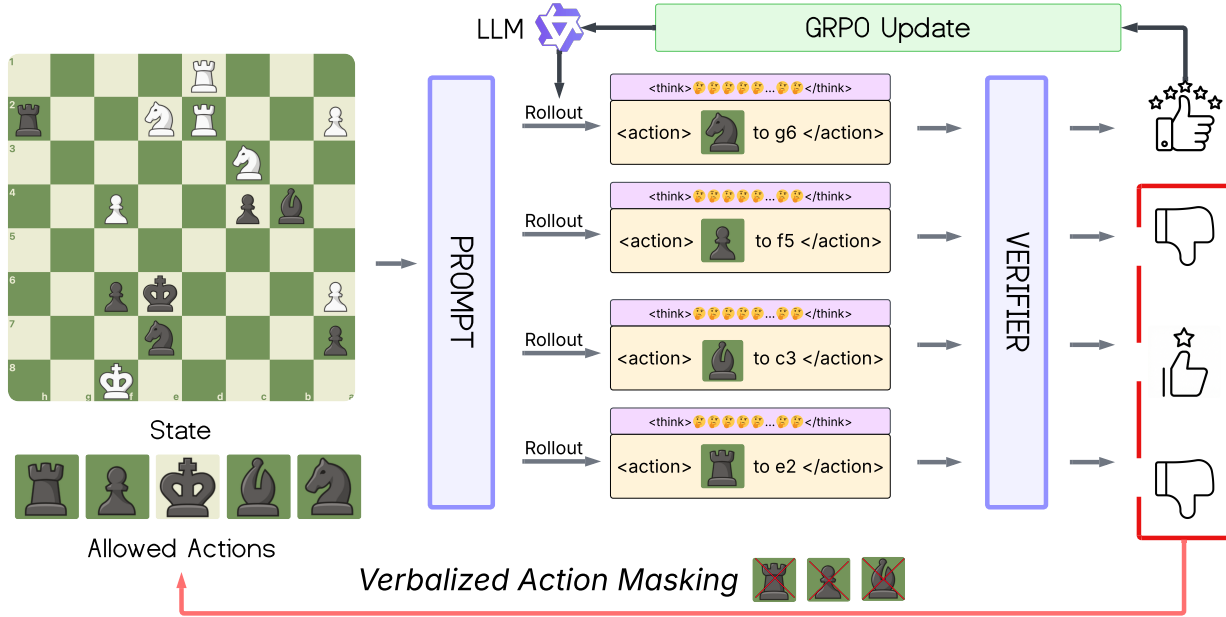 LLM
GRPO Update
1
2
3
4
5
6
7
8
h
g
f
e
d
c
b
a
State
Allowed Actions
PROMPT
Rollout
<think>🤔🤔🤔🤔🤔...🤔🤔</think>
<action> to g6 </action>
Rollout
<think>🤔🤔🤔🤔🤔...🤔🤔</think>
<action> to f5 </action>
Rollout
<think>🤔🤔🤔🤔🤔...🤔🤔</think>
<action> to c3 </action>
Rollout
<think>🤔🤔🤔🤔🤔...🤔🤔</think>
<action> to e2 </action>
VERIFIER
Verbalized Action Masking